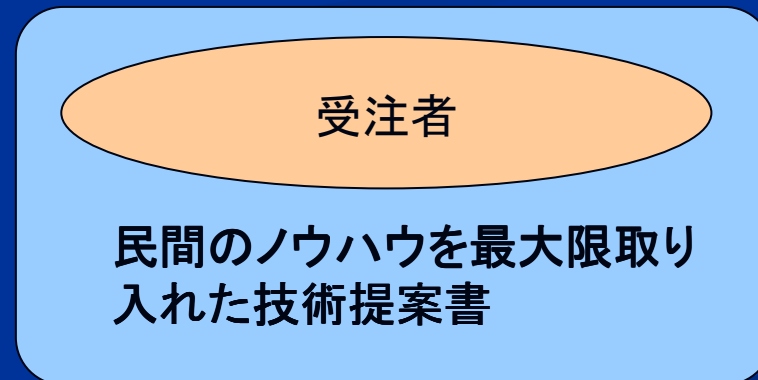 受注者
民間のノウハウを最大限取り
入れた技術提案書